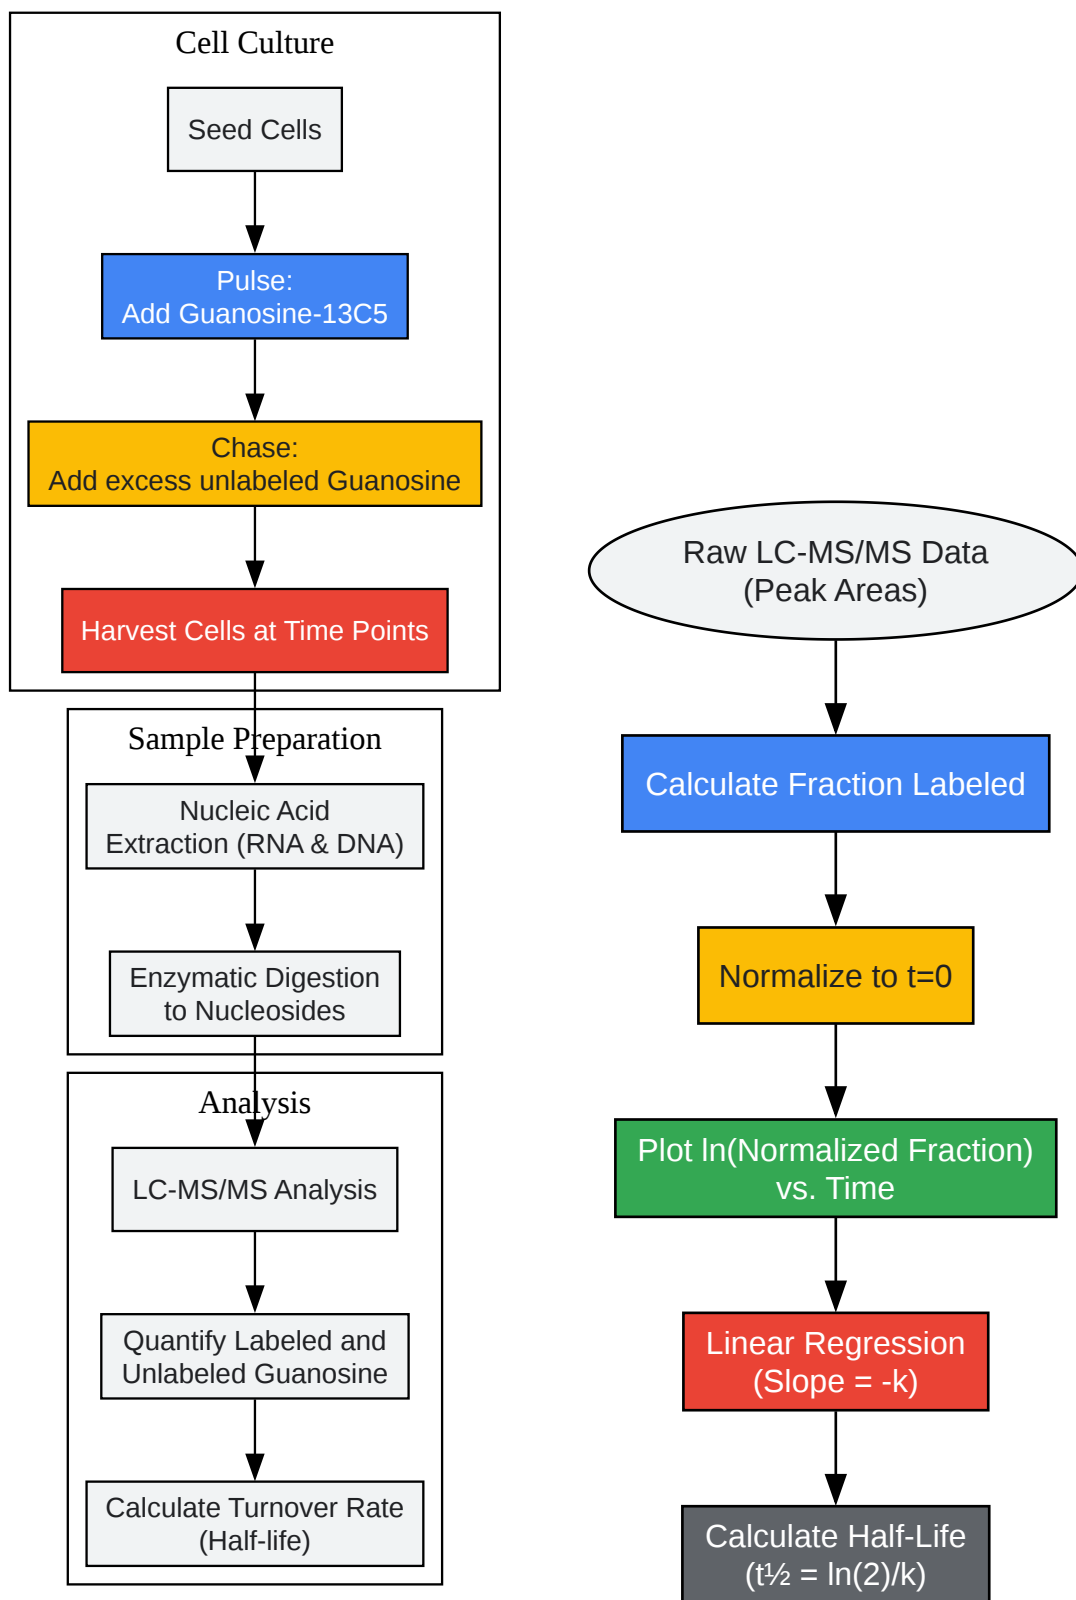 Cell Culture
Seed Cells
Pulse:
Add Guanosine-13C5
Chase:
Add excess unlabeled Guanosine
Harvest Cells at Time Points
Sample Preparation
Nucleic Acid
Extraction (RNA & DNA)
Enzymatic Digestion
to Nucleosides
Analysis
LC-MS/MS Analysis
Quantify Labeled and
Unlabeled Guanosine
Calculate Turnover Rate
(Half-life)
Raw LC-MS/MS Data
(Peak Areas)
Calculate Fraction Labeled
Normalize to t=0
Plot ln(Normalized Fraction)
vs. Time
Linear Regression
(Slope = -k)
Calculate Half-Life
(t½ = ln(2)/k)